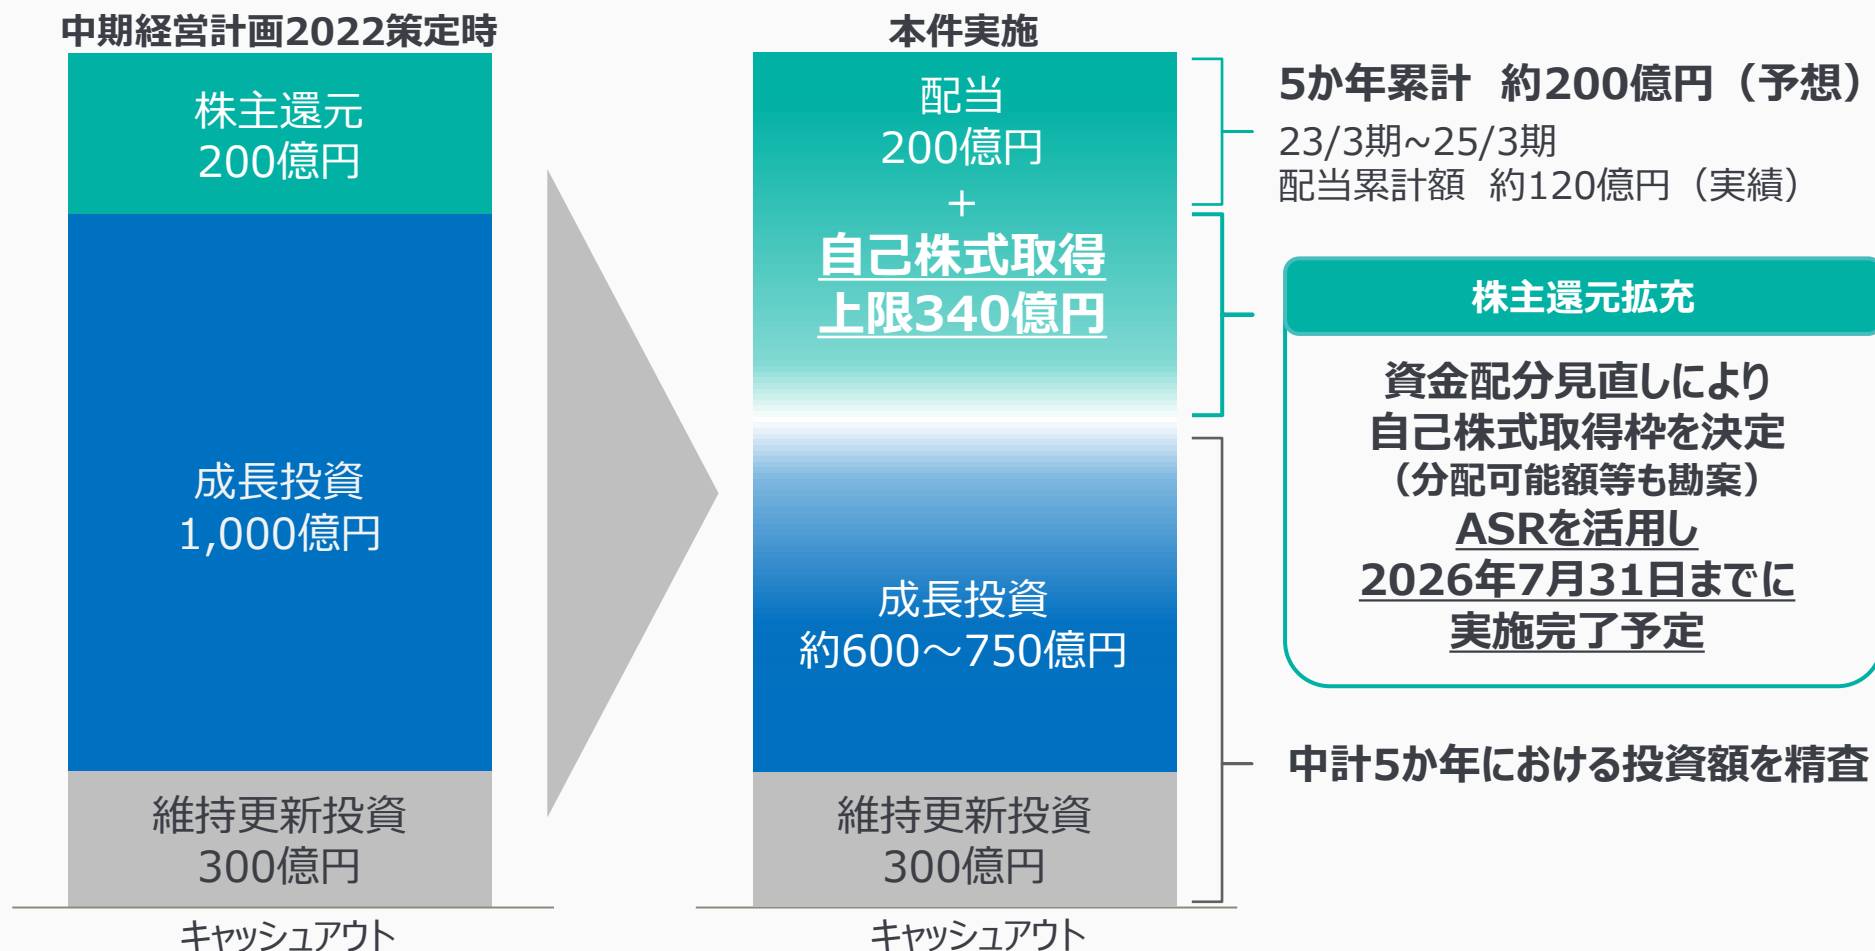 中期経営計画2022策定時
株主還元
200億円
成長投資
1,000億円
維持更新投資
300億円
キャッシュアウト
本件実施
配当
200億円
+
自己株式取得
上限340億円
成長投資
約600～750億円
維持更新投資
300億円
キャッシュアウト
5か年累計 約200億円（予想）
23/3期~25/3期
配当累計額 約120億円（実績）
株主還元拡充
資金配分見直しにより
自己株式取得枠を決定
（分配可能額等も勘案）
ASRを活用し
2026年7月31日までに
実施完了予定
中計5か年における投資額を精査